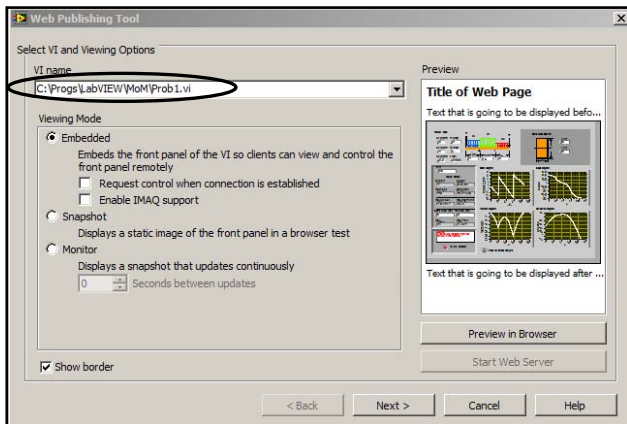 Web Publishing Tool
Select VI and Viewing Options
VI name
C:\Progs\LabVIEW\MoM\Prob1.vi
Viewing Mode
Embedded
Embeds the front panel of the VI so clients can view and control the
front panel remotely
Request control when connection is established
Enable IMAQ support
Snapshot
Displays a static image of the front panel in a browser test
Monitor
Displays a snapshot that updates continuously
0 Seconds between updates
Show border
Preview
Title of Web Page
Text that is going to be displayed befo...
Text that is going to be displayed after ...
Preview in Browser
Start Web Server
< Back Next > Cancel Help